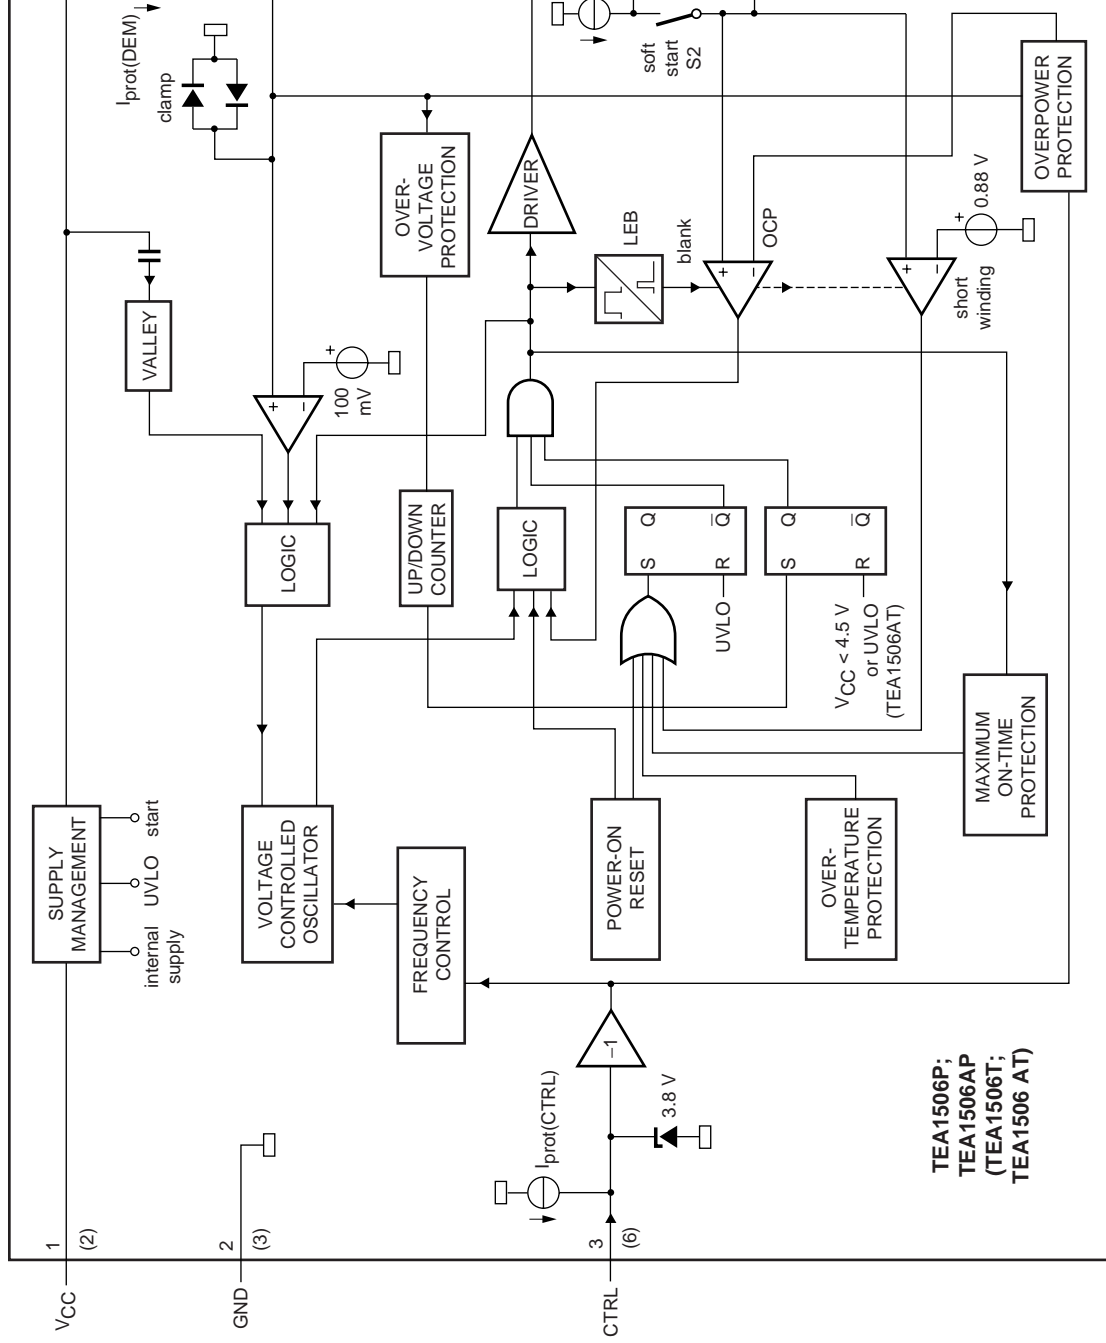 VCC
1
(2)
GND
2
(3)
CTRL
3
(6)
SUPPLY
MANAGEMENT
internal
supply
UVLO
start
VOLTAGE
CONTROLLED
OSCILLATOR
FREQUENCY
CONTROL
Iprot(CTRL)
3.8 V
−1
LOGIC
VALLEY
100
mV
+
−
+
Iprot(DEM)
clamp
OVER-
VOLTAGE
PROTECTION
UP/DOWN
COUNTER
LOGIC
DRIVER
LEB
blank
soft
start
S2
OCP
+
−
short
winding
+
−
+
0.88 V
OVERPOWER
PROTECTION
POWER-ON
RESET
S
Q
R
Q̅
UVLO
S
Q
R
Q̅
VCC < 4.5 V
or UVLO
(TEA1506AT)
OVER-
TEMPERATURE
PROTECTION
MAXIMUM
ON-TIME
PROTECTION
TEA1506P;
TEA1506AP
(TEA1506T;
TEA1506 AT)